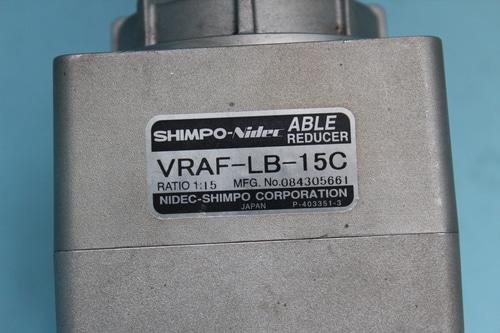 SHIMPO-Nidec ABLE REDUCER
VRAF-LB-15C
RATIO 1:15 MFG. No.084305661
NIDEC-SHIMPO CORPORATION
JAPAN P-403351-3